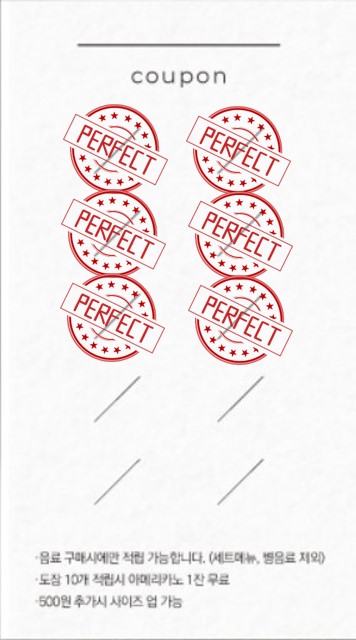 coupon
PERFECT PERFECT
PERFECT PERFECT
PERFECT PERFECT
·음료 구매시에만 적립 가능합니다. (세트메뉴, 병음료 제외)
·도장 10개 적립시 아메리카노 1잔 무료
·500원 추가시 사이즈 업 가능